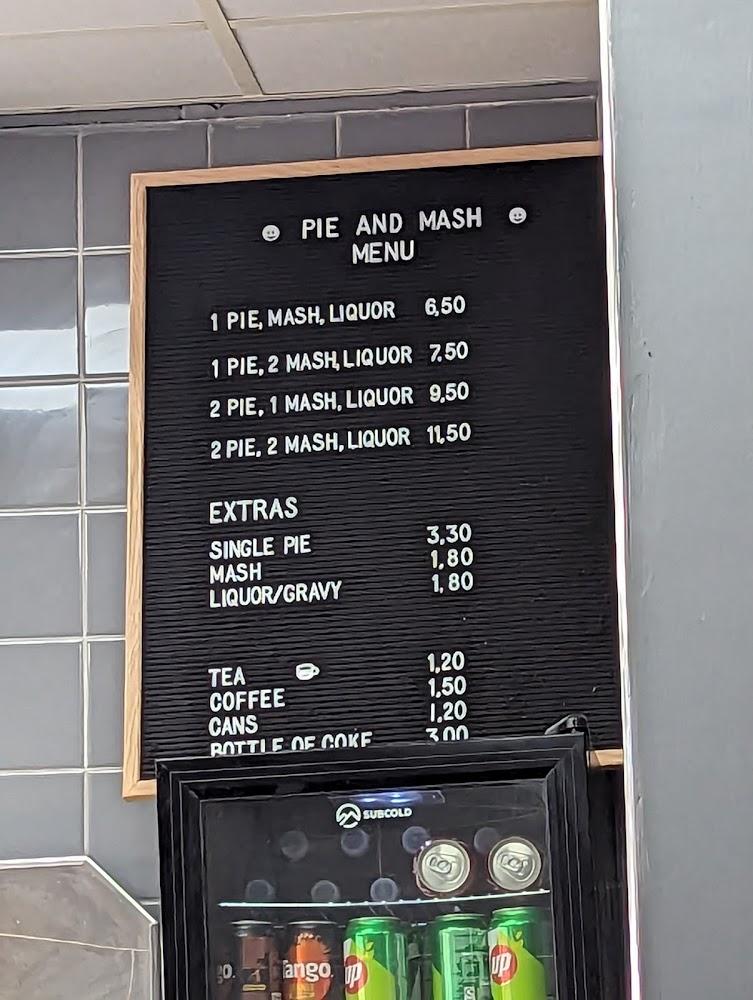 PIE AND MASH
MENU
1 PIE, MASH, LIQUOR 6,50
1 PIE, 2 MASH, LIQUOR 7.50
2 PIE, 1 MASH, LIQUOR 9,50
2 PIE, 2 MASH, LIQUOR 11,50
EXTRAS
SINGLE PIE 3,30
MASH 1,80
LIQUOR/GRAVY 1,80
TEA 1,20
COFFEE 1,50
CANS 1,20
BOTTLE OF COKE 3,00
SUBCOLD
Tango
up
up